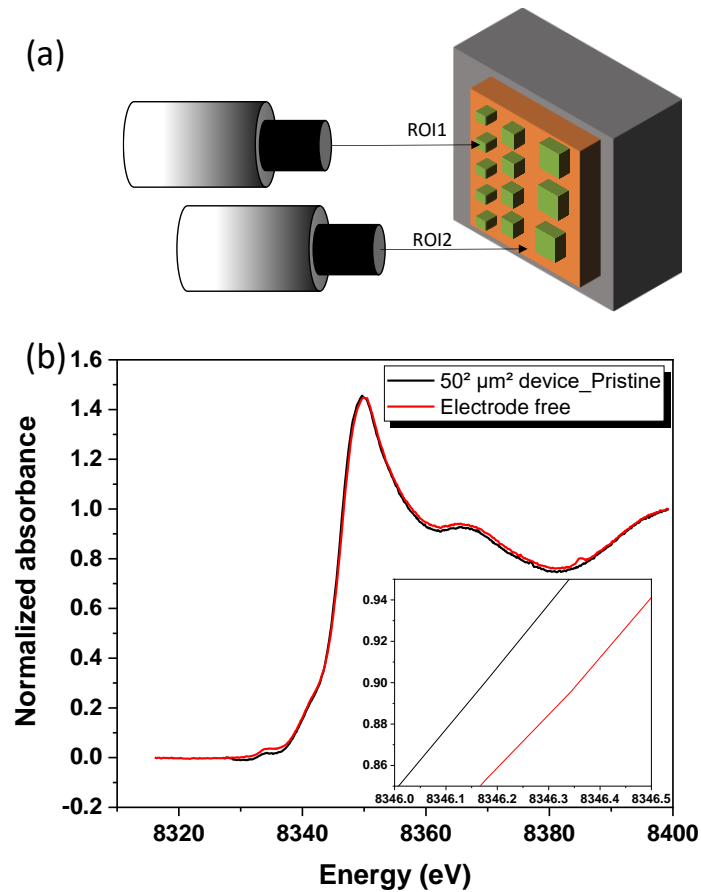 (a)
ROI1
ROI2
(b)
1.6
1.4
1.2
1.0
0.8
0.6
0.4
0.2
0.0
-0.2
Normalized absorbance
50² µm² device_Pristine
Electrode free
0.94
0.92
0.90
0.88
0.86
8346.0 8346.1 8346.2 8346.3 8346.4 8346.5
8320 8340 8360 8380 8400
Energy (eV)